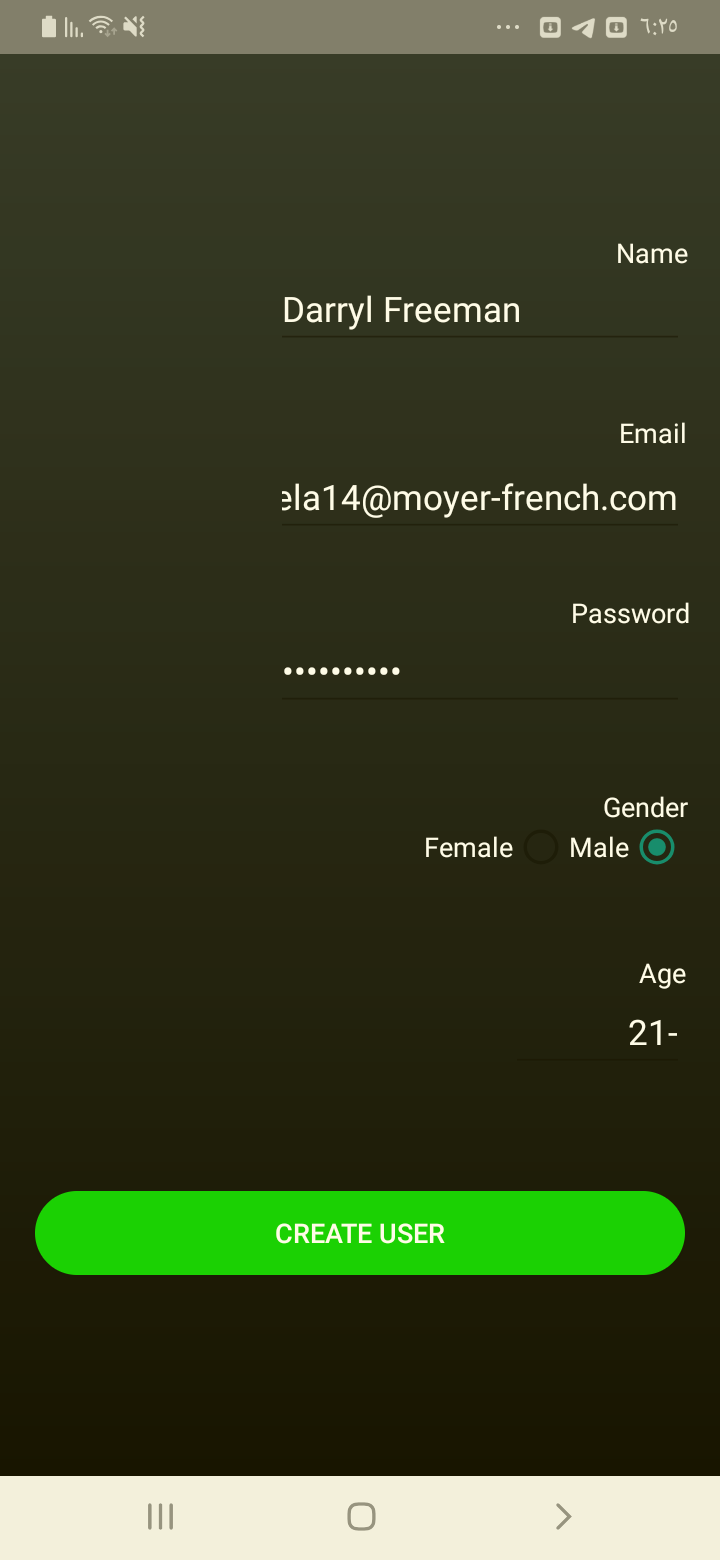 ٦:٢٥
Name
Darryl Freeman
Email
ela14@moyer-french.com
Password
••••••••••
Gender
Male Female
Age
21-
CREATE USER